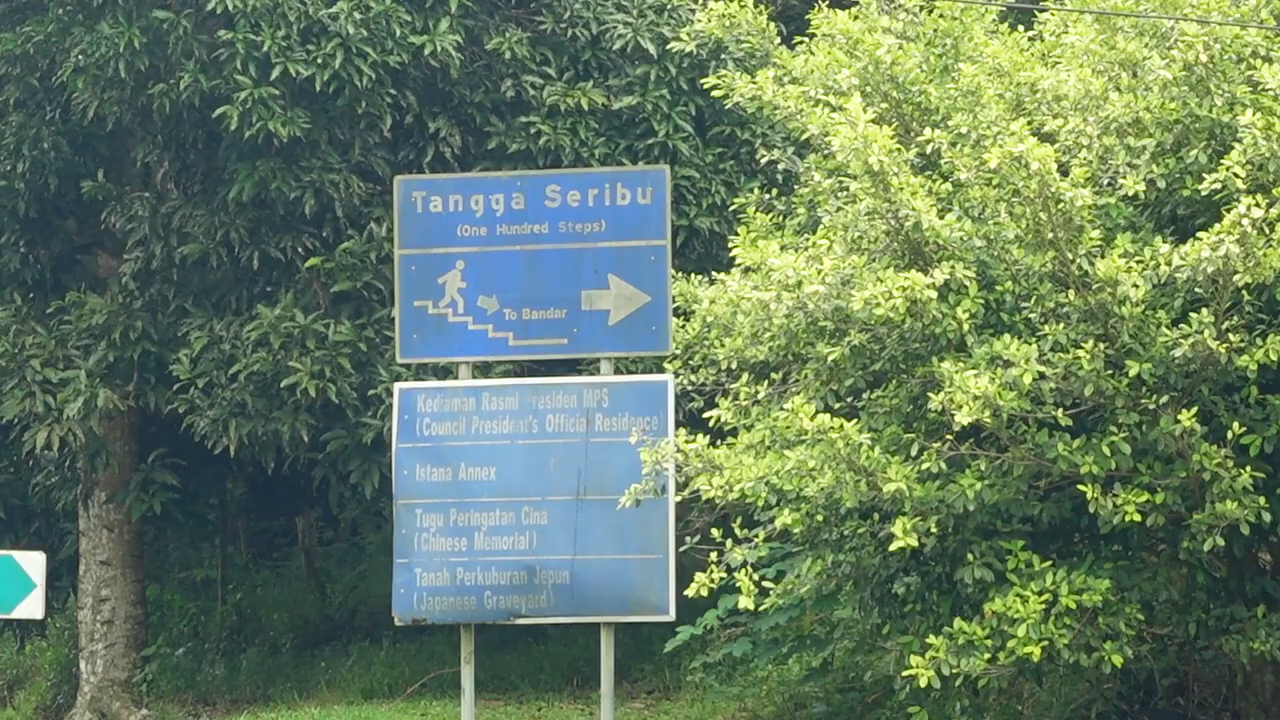 Tangga Seribu
(One Hundred Steps)
To Bandar
Kediaman Rasmi Presiden MPS
(Council President's Official Residence)
Istana Annex
Tugu Peringatan Cina
(Chinese Memorial)
Tanah Perkuburan Jepun
(Japanese Graveyard)